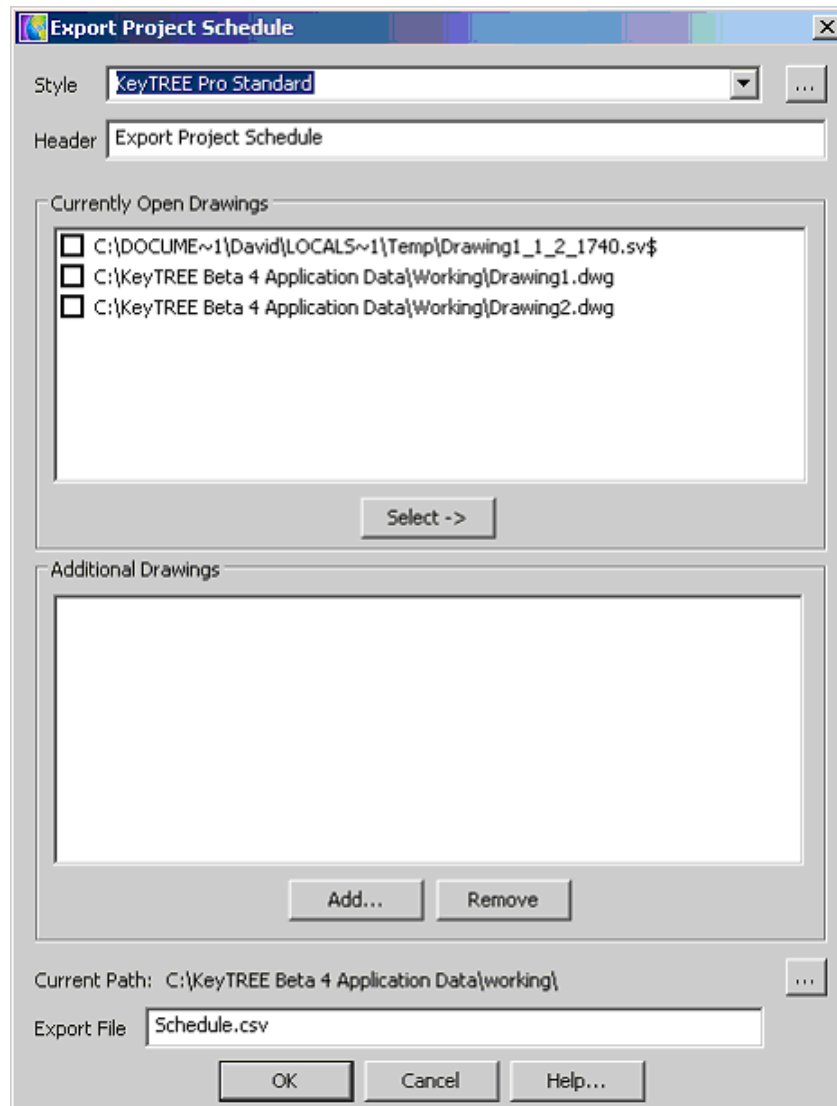 Export Project Schedule
Style KeyTREE Pro Standard ...
Header Export Project Schedule
Currently Open Drawings
C:\DOCUME~1\David\LOCALS~1\Temp\Drawing1_1_2_1740.sv$
C:\KeyTREE Beta 4 Application Data\Working\Drawing1.dwg
C:\KeyTREE Beta 4 Application Data\Working\Drawing2.dwg
Select ->
Additional Drawings
Add... Remove
Current Path: C:\KeyTREE Beta 4 Application Data\working\ ...
Export File Schedule.csv
OK Cancel Help...